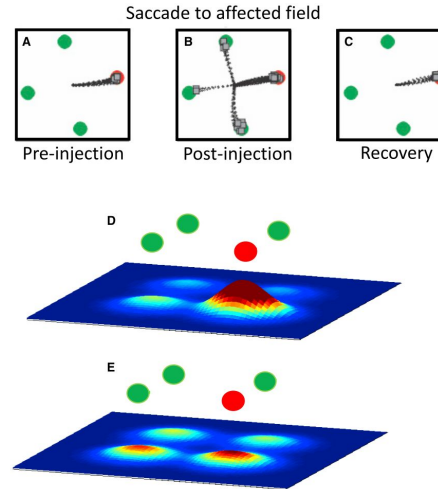 Saccade to affected field
A B C
Pre-injection Post-injection Recovery
D
E